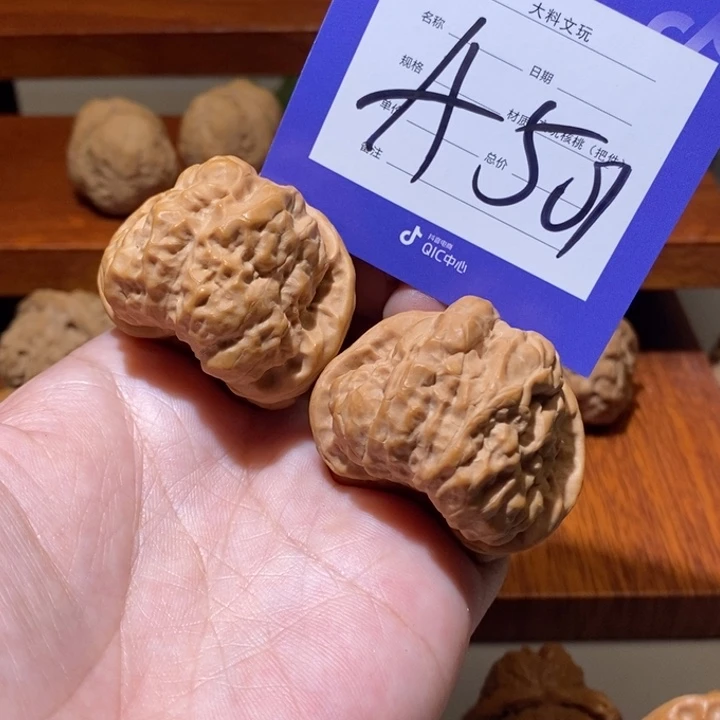 大料文玩
名称
日期
规格
材质
文玩核桃（把件）
单价
备注
总价
A59
抖音电商
QIC中心